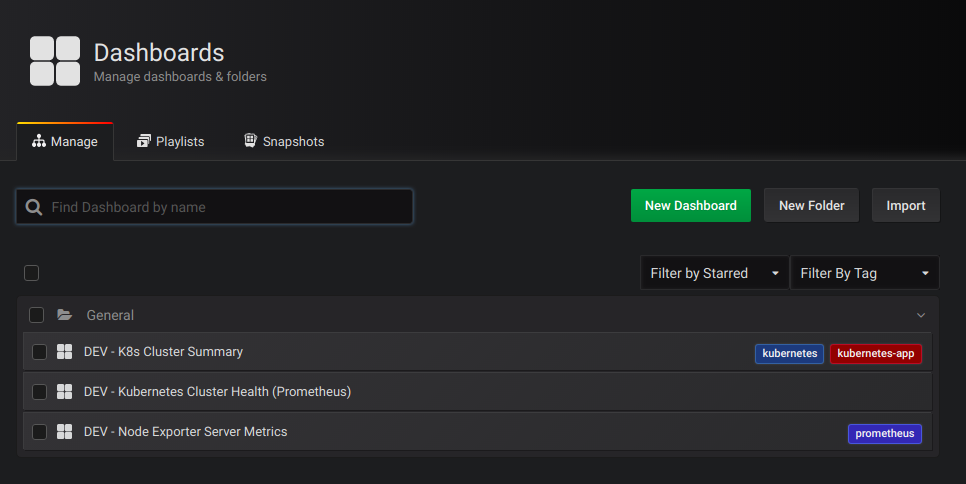 Dashboards
Manage dashboards & folders
Manage Playlists Snapshots
Find Dashboard by name New Dashboard New Folder Import
Filter by Starred Filter By Tag
General
DEV - K8s Cluster Summary kubernetes kubernetes-app
DEV - Kubernetes Cluster Health (Prometheus)
DEV - Node Exporter Server Metrics prometheus